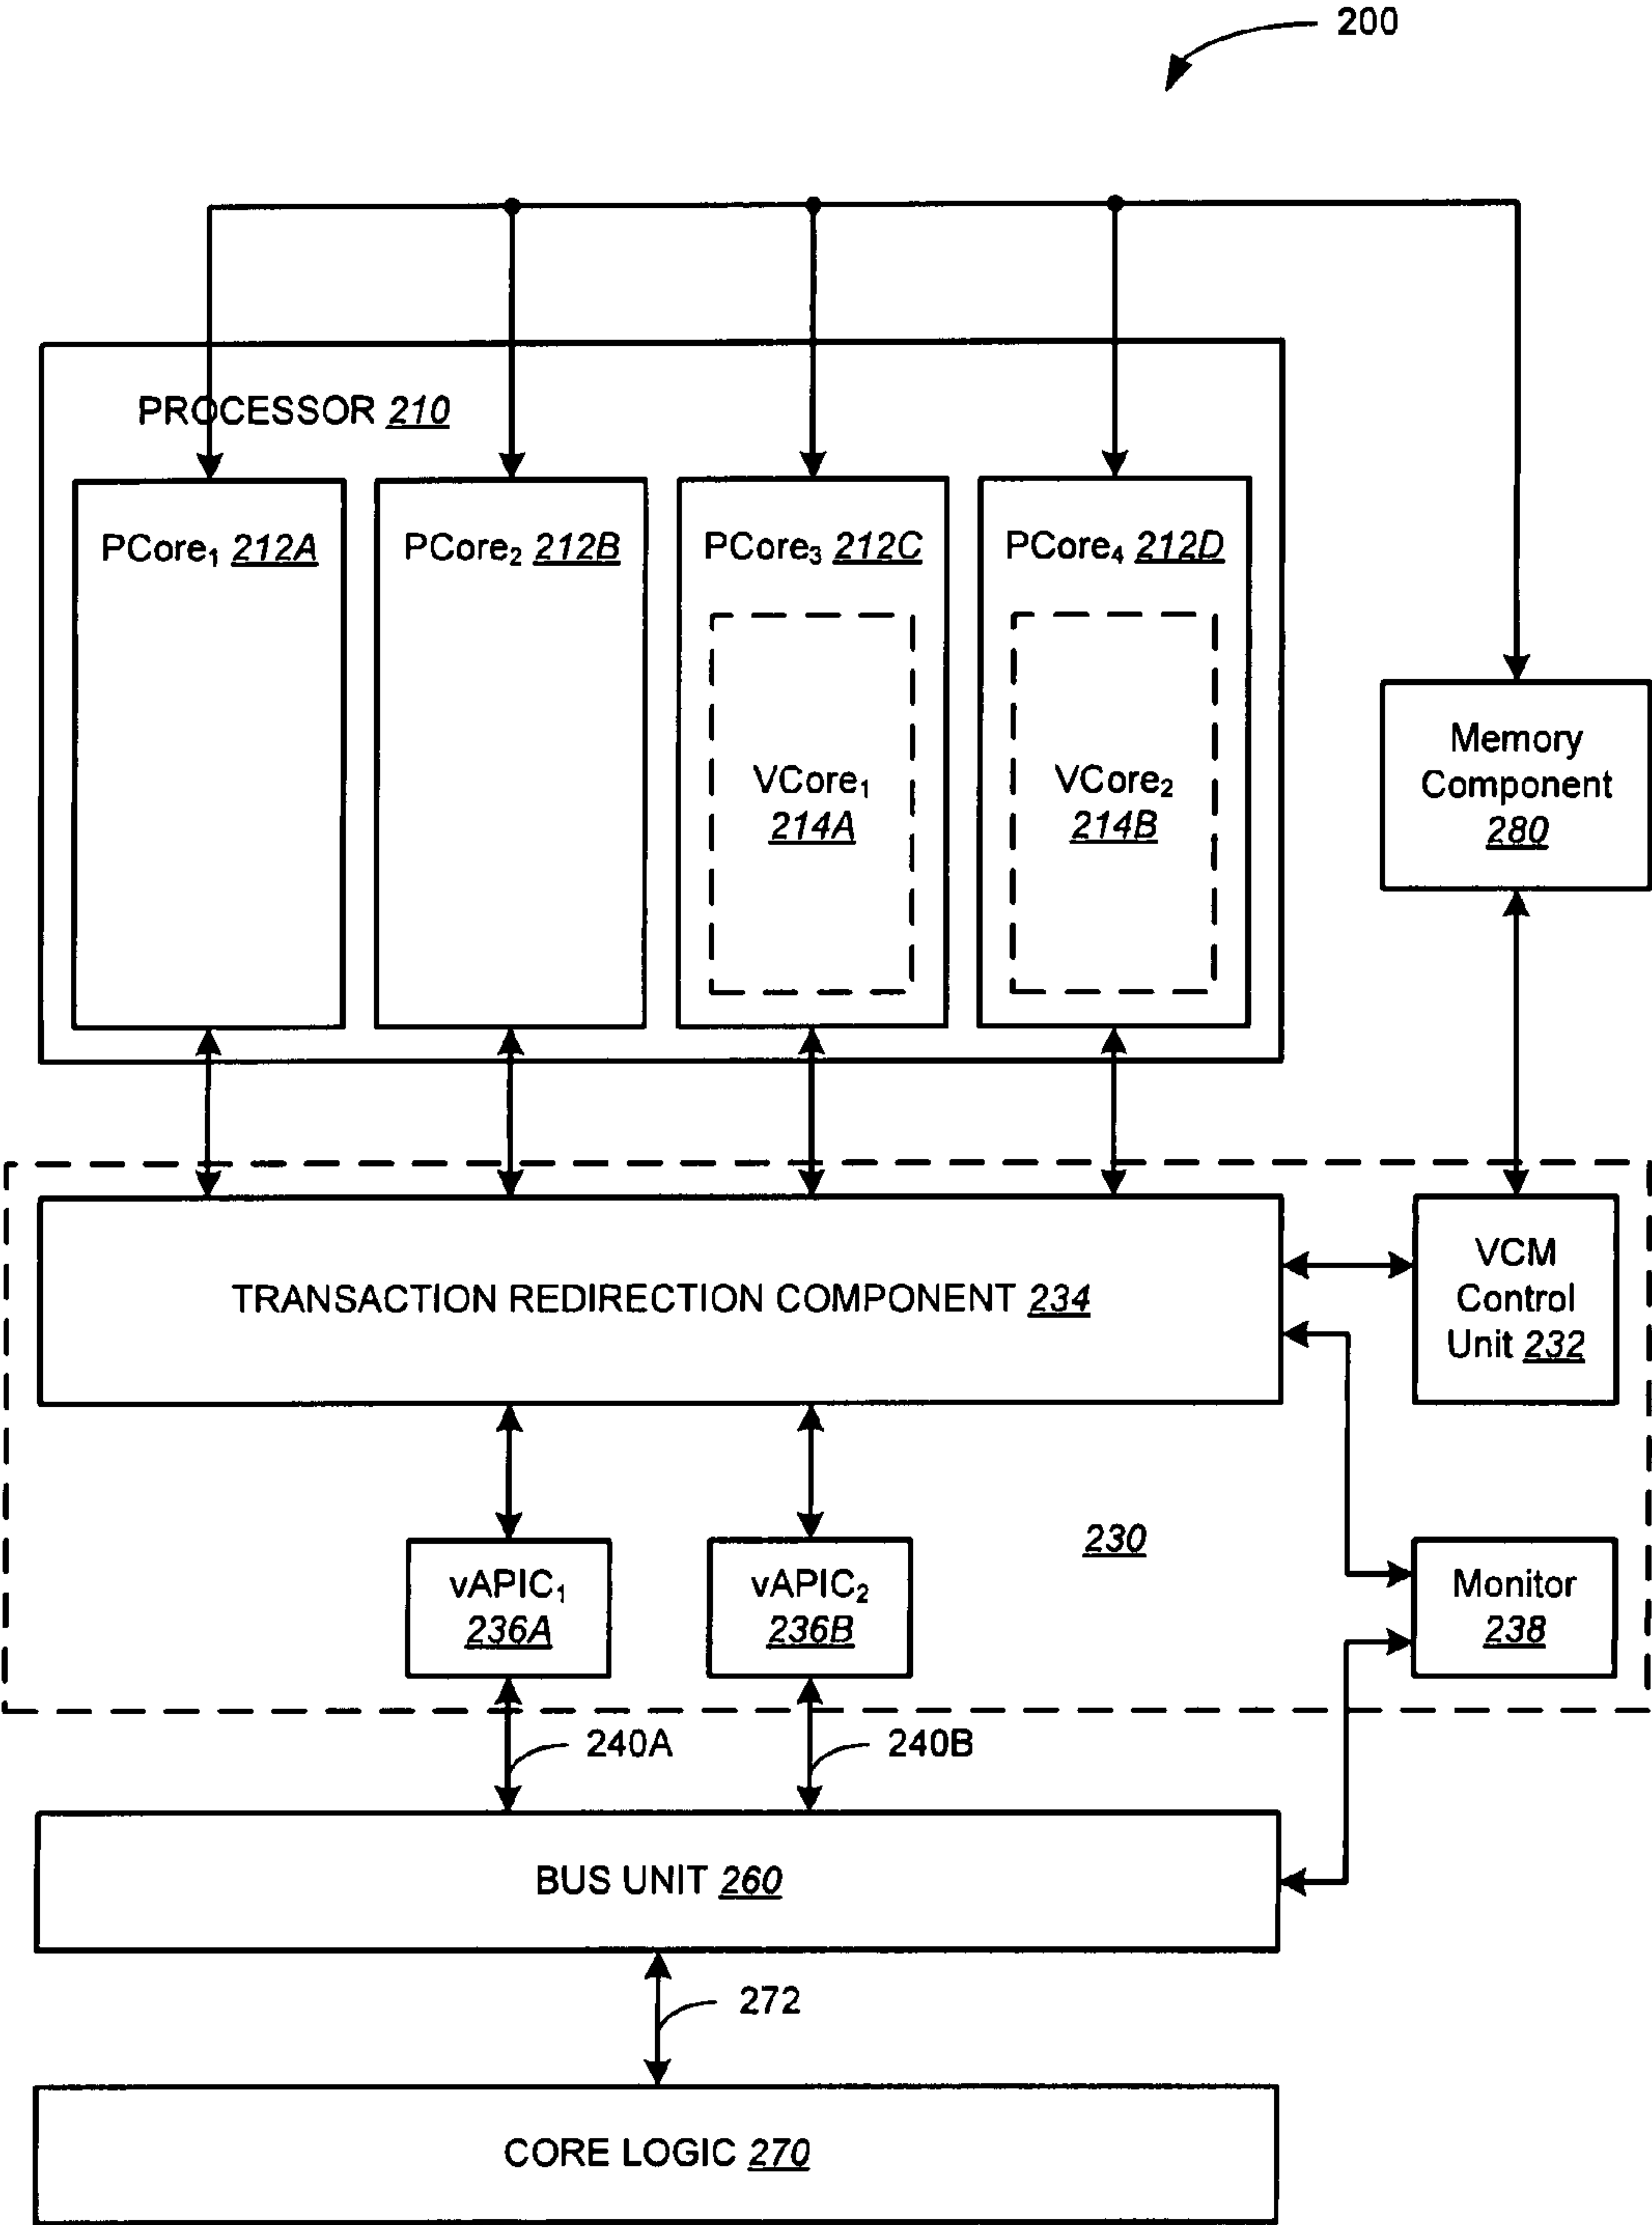 200
PROCESSOR 210
PCore₁ 212A
PCore₂ 212B
PCore₃ 212C
PCore₄ 212D
VCore₁
214A
VCore₂
214B
Memory
Component
280
TRANSACTION REDIRECTION COMPONENT 234
VCM
Control
Unit 232
230
vAPIC₁
236A
vAPIC₂
236B
Monitor
238
240A
240B
BUS UNIT 260
272
CORE LOGIC 270